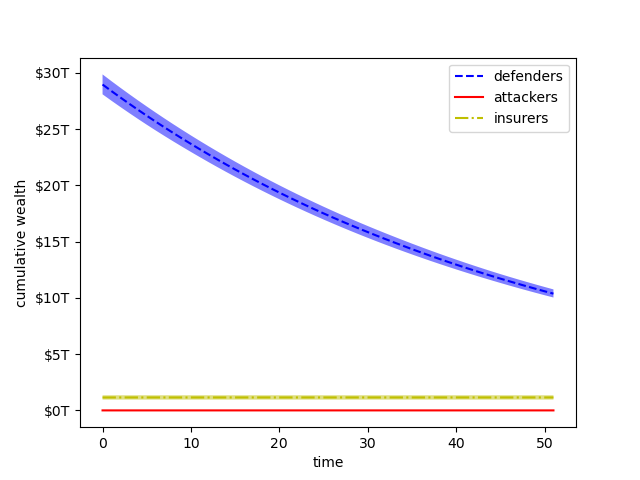 $30T
$25T
$20T
$15T
$10T
$5T
$0T
cumulative wealth
defenders
attackers
insurers
0 10 20 30 40 50
time